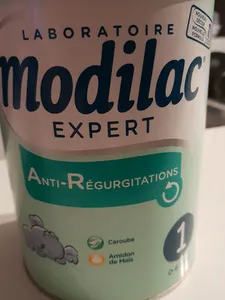 LABORATOIRE
Modilac
EXPERT
ANTI-RÉGURGITATIONS
Caroube
Amidon
de Maïs
1